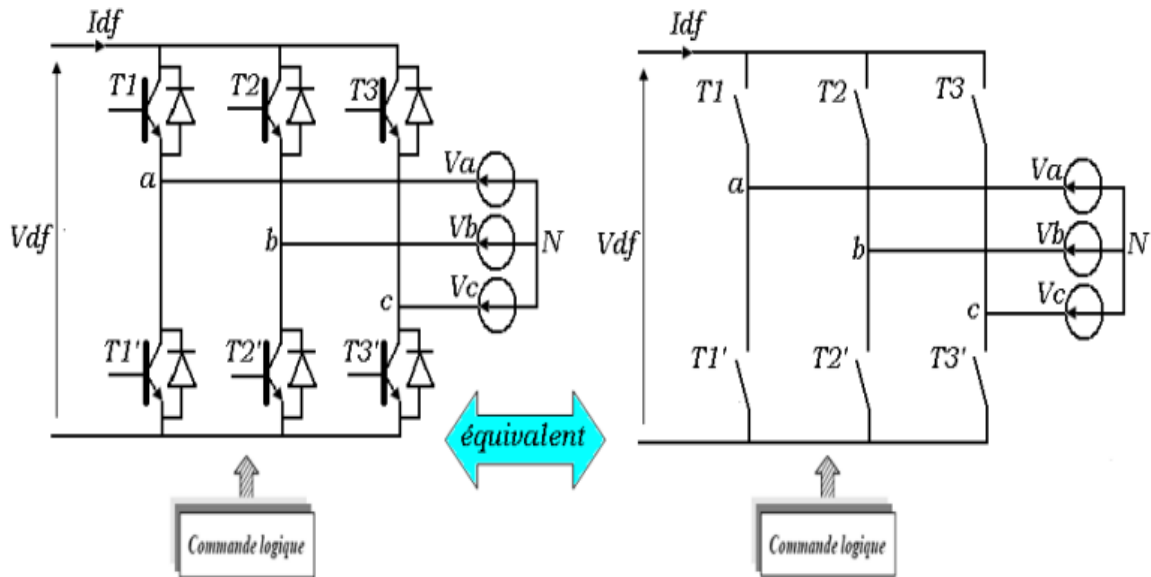 Idf
T1
T2
T3
a
Va
Vdf
b
Vb
N
c
Vc
T1'
T2'
T3'
Commande logique
équivalent
Idf
T1
T2
T3
a
Va
Vdf
b
Vb
N
c
Vc
T1'
T2'
T3'
Commande logique